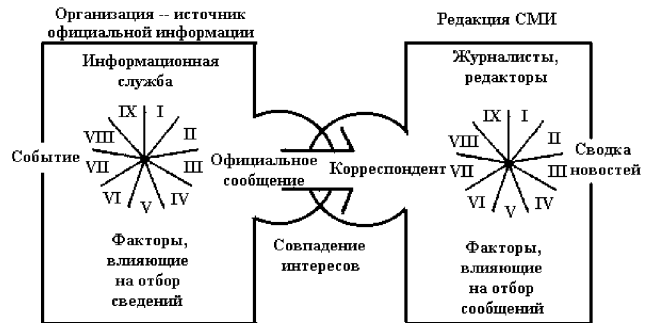 Организация -- источник
официальной информации
Редакция СМИ
Информационная
служба
IX I
VIII II
VII III
VI IV
V
Событие
Официальное
сообщение
Факторы,
влияющие
на отбор
сведений
Совпадение
интересов
Корреспондент
Журналисты,
редакторы
IX I
VIII II
VII III
VI IV
V
Сводка
новостей
Факторы,
влияющие
на отбор
сообщений